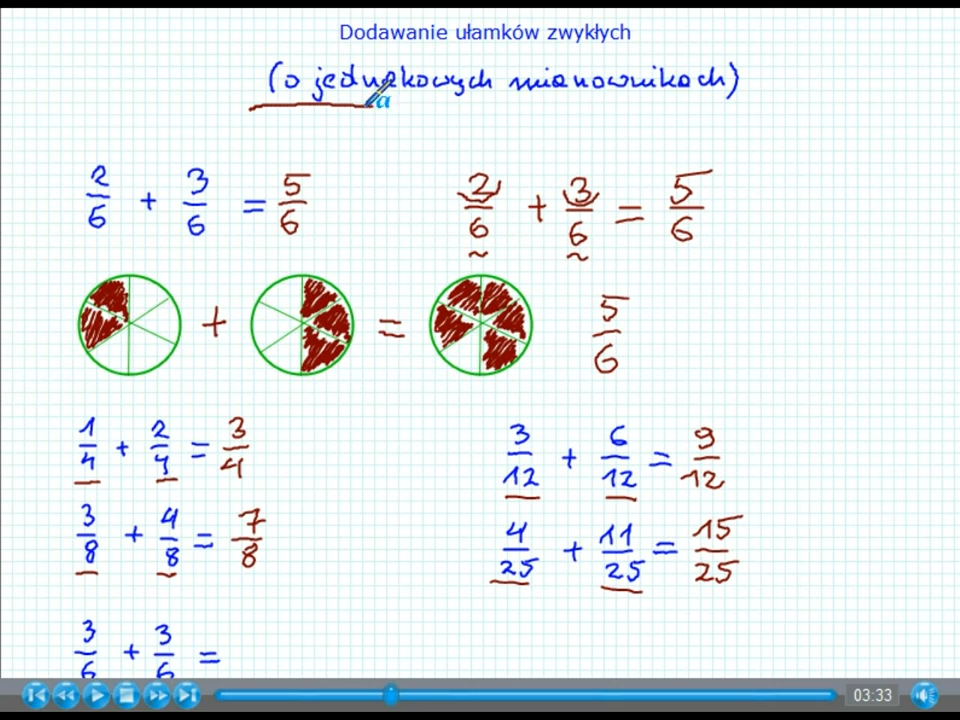 Dodawanie ułamków zwykłych
(o jednakowych mianownikach)
a
2/6 + 3/6 = 5/6
2/6 + 3/6 = 5/6
+ = 5/6
1/4 + 2/4 = 3/4
3/12 + 6/12 = 9/12
3/8 + 4/8 = 7/8
4/25 + 11/25 = 15/25
3/6 + 3/6 =
03:33